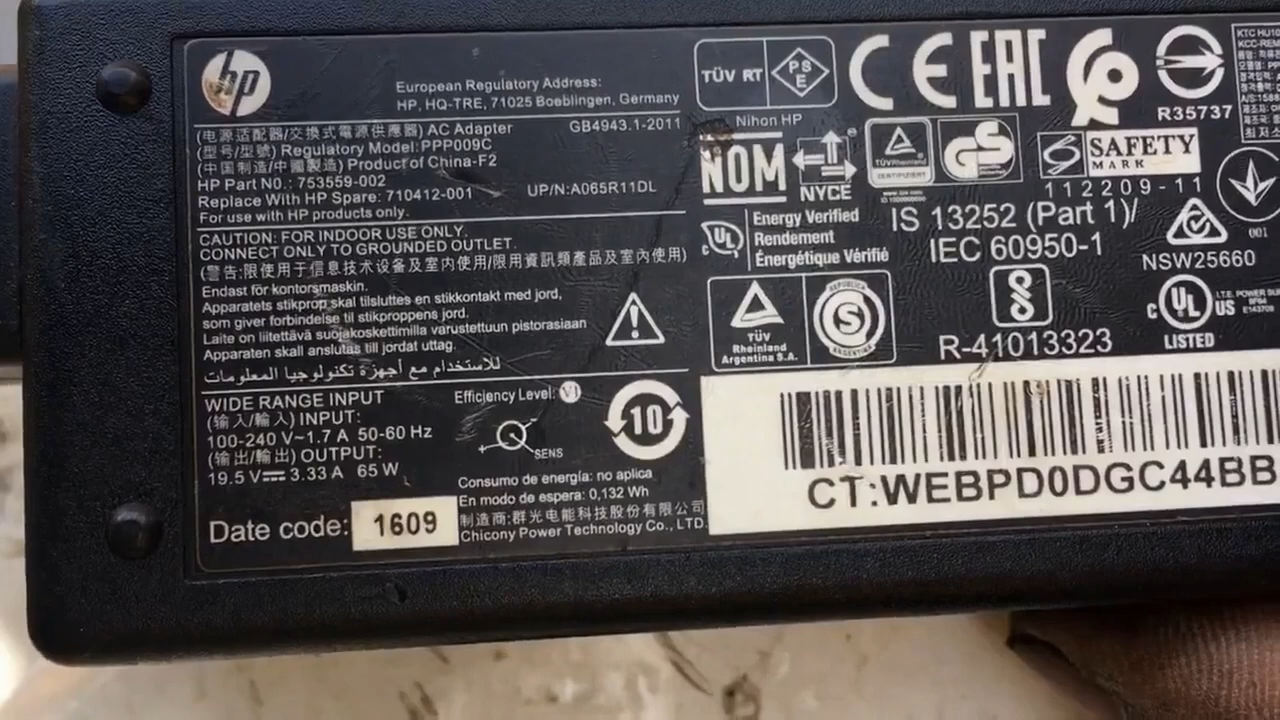 hp
European Regulatory Address:
HP, HQ-TRE, 71025 Boeblingen, Germany
(电源适配器/交換式電源供應器) AC Adapter
GB4943.1-2011
(型号/型號) Regulatory Model: PPP009C
(中国制造/中國製造) Product of China-F2
HP Part N0.: 753559-002
Replace With HP Spare: 710412-001
UP/N:A065R11DL
For use with HP products only.
CAUTION: FOR INDOOR USE ONLY.
CONNECT ONLY TO GROUNDED OUTLET.
(警告:限使用于信息技术设备及室内使用/限用資訊類產品及室內使用)
Endast för kontorsmaskin.
Apparatets stikprop skal tilsluttes en stikkontakt med jord,
som giver forbindelse til stikproppens jord.
Laite on liitettävä suojakoskettimilla varustettuun pistorasiaan
Apparaten skall anslutas till jordat uttag.
للاستخدام مع أجهزة تكنولوجيا المعلومات
WIDE RANGE INPUT
(输入/輸入) INPUT:
100-240 V~1.7 A 50-60 Hz
(输出/輸出) OUTPUT:
19.5 V⎓ 3.33 A 65 W
Efficiency Level: VI
SENS
10
Consumo de energía: no aplica
En modo de espera: 0,132 Wh
制造商:群光电能科技股份有限公司
Chicony Power Technology Co., LTD.
Date code: 1609
TÜV RT
PSE
Nihon HP
CE
EAC
R35737
NOM
NYCE
TÜVRheinland
ZERTIFIZIERT
GS
S SAFETY
MARK
112209-11
UL
Energy Verified
Rendement
Énergétique Vérifié
IS 13252 (Part 1)/
IEC 60950-1
001
NSW25660
TÜV
Rheinland
Argentina S.A.
REPUBLICA
S
ARGENTINA
R-41013323
c UL US
LISTED
I.T.E. POWER SU
CT:WEBPD0DGC44BB